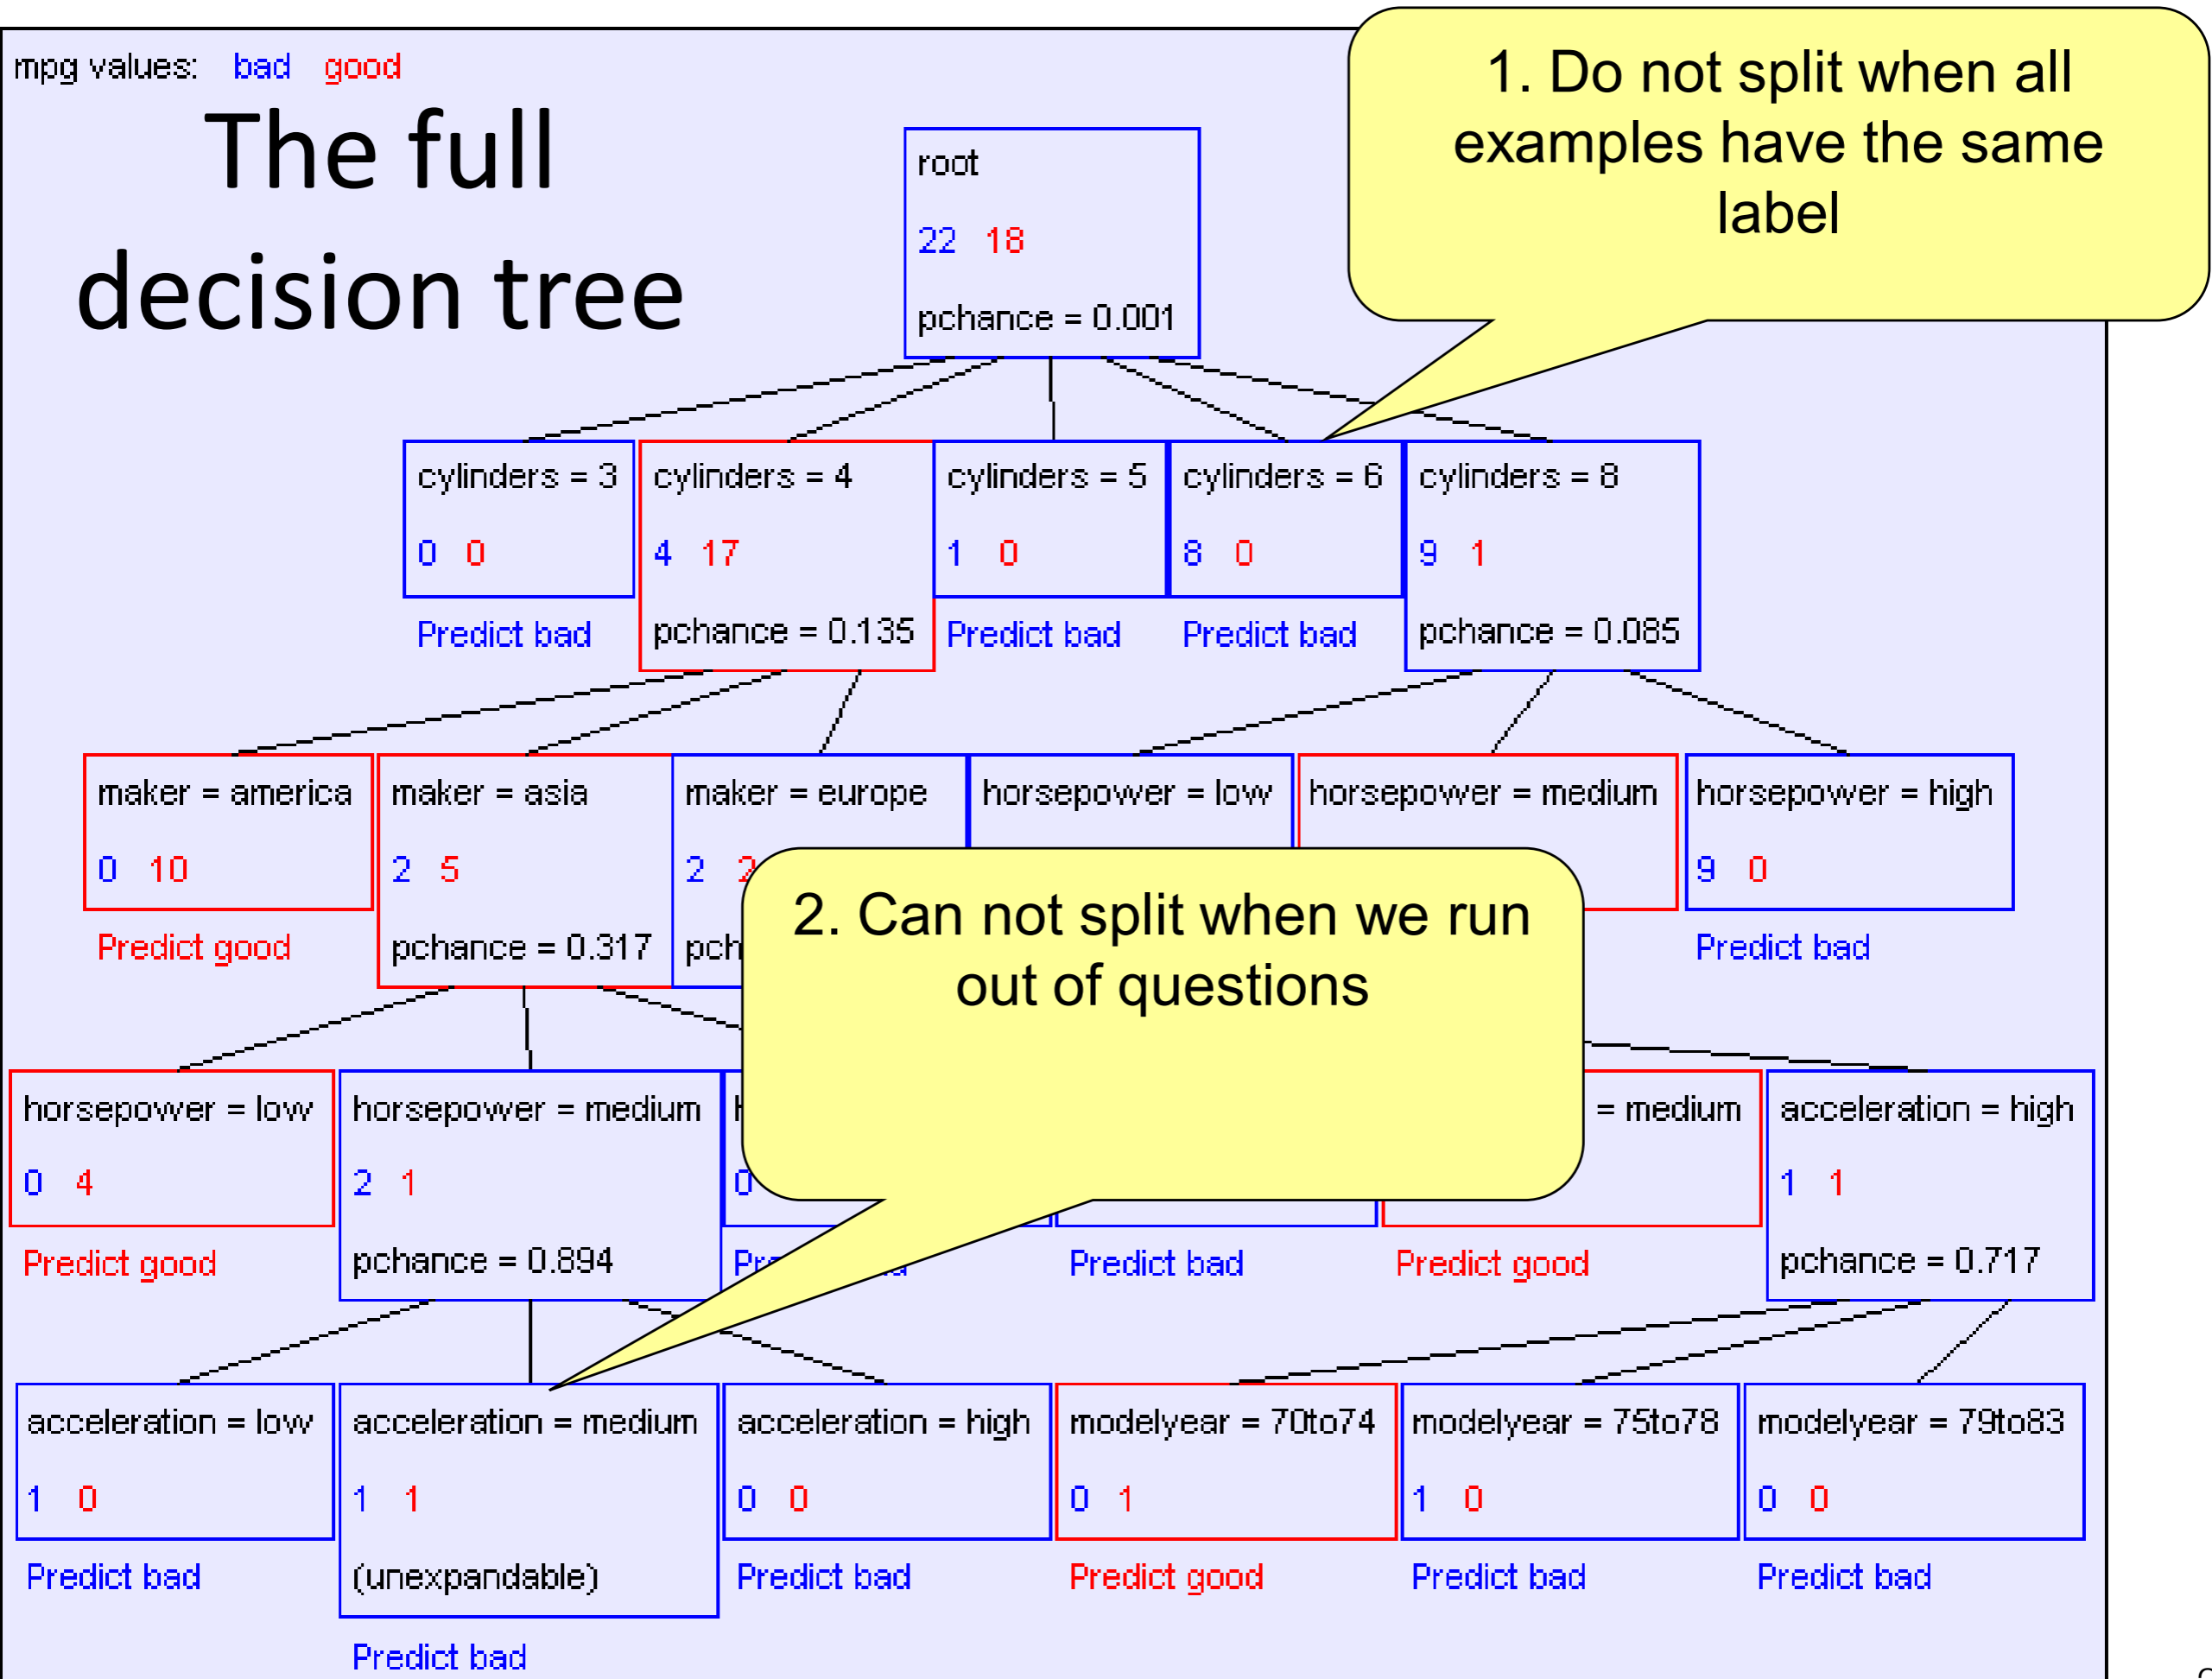 mpg values: bad good
The full
decision tree
1. Do not split when all
examples have the same
label
root
22 18
pchance = 0.001
cylinders = 3
0 0
Predict bad
cylinders = 4
4 17
pchance = 0.135
cylinders = 5
1 0
Predict bad
cylinders = 6
8 0
Predict bad
cylinders = 8
9 1
pchance = 0.085
maker = america
0 10
Predict good
maker = asia
2 5
pchance = 0.317
maker = europe
2 2
horsepower = low
horsepower = medium
horsepower = high
9 0
Predict bad
2. Can not split when we run
out of questions
horsepower = low
0 4
Predict good
horsepower = medium
2 1
pchance = 0.894
0
Predict bad
= medium
Predict good
acceleration = high
1 1
pchance = 0.717
acceleration = low
1 0
Predict bad
acceleration = medium
1 1
(unexpandable)
Predict bad
acceleration = high
0 0
Predict bad
modelyear = 70to74
0 1
Predict good
modelyear = 75to78
1 0
Predict bad
modelyear = 79to83
0 0
Predict bad